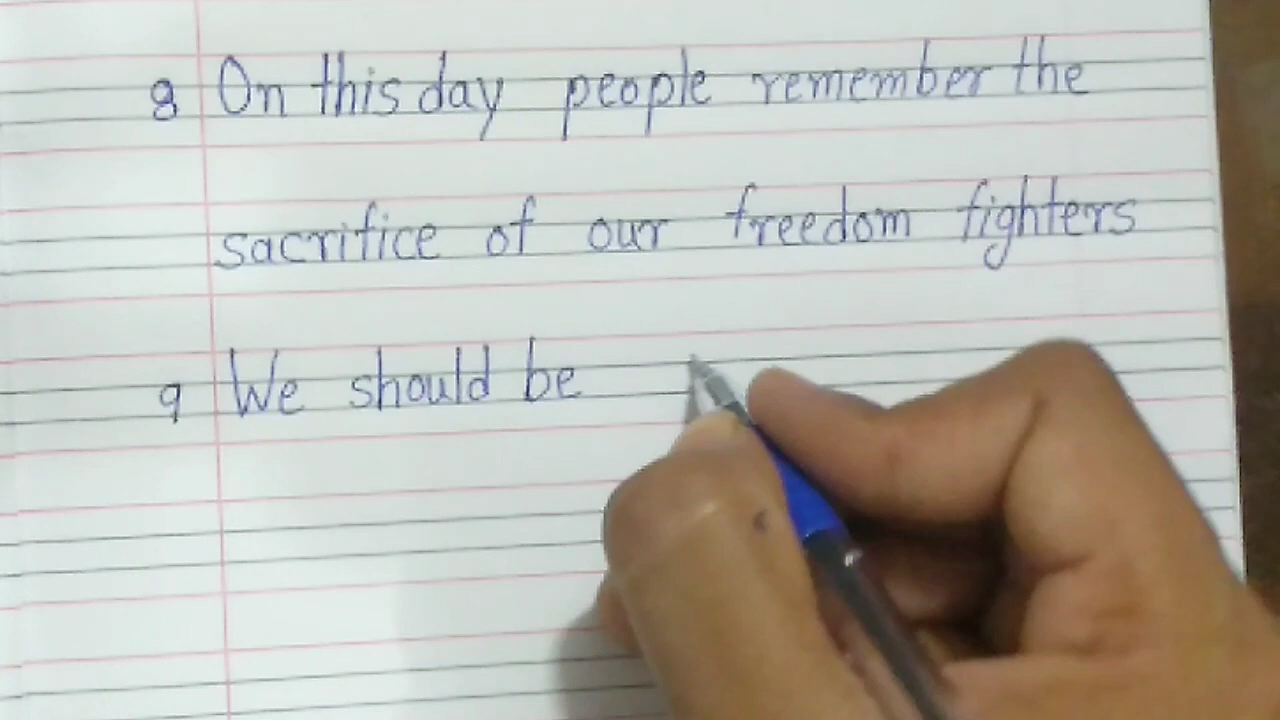 8 On this day people remember the
sacrifice of our freedom fighters
9 We should be